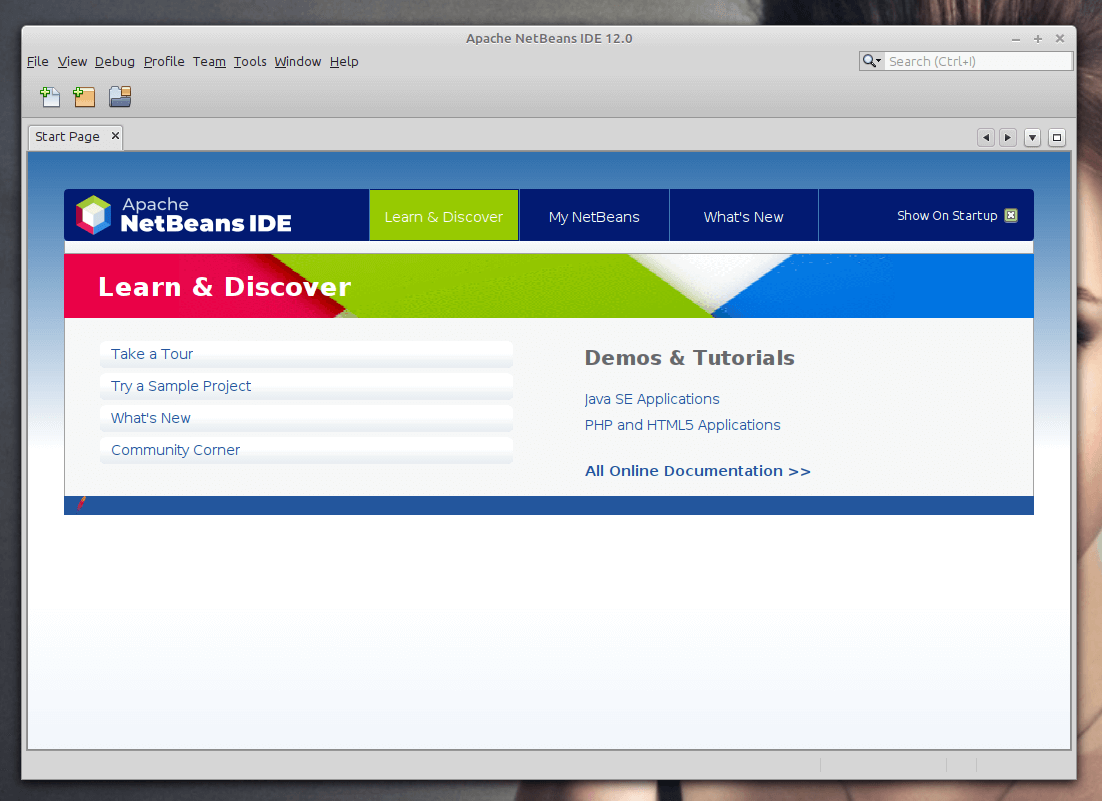 Apache NetBeans IDE 12.0
File View Debug Profile Team Tools Window Help
Search (Ctrl+I)
Start Page
Apache
NetBeans IDE
Learn & Discover
My NetBeans
What's New
Show On Startup
Learn & Discover
Take a Tour
Try a Sample Project
What's New
Community Corner
Demos & Tutorials
Java SE Applications
PHP and HTML5 Applications
All Online Documentation >>